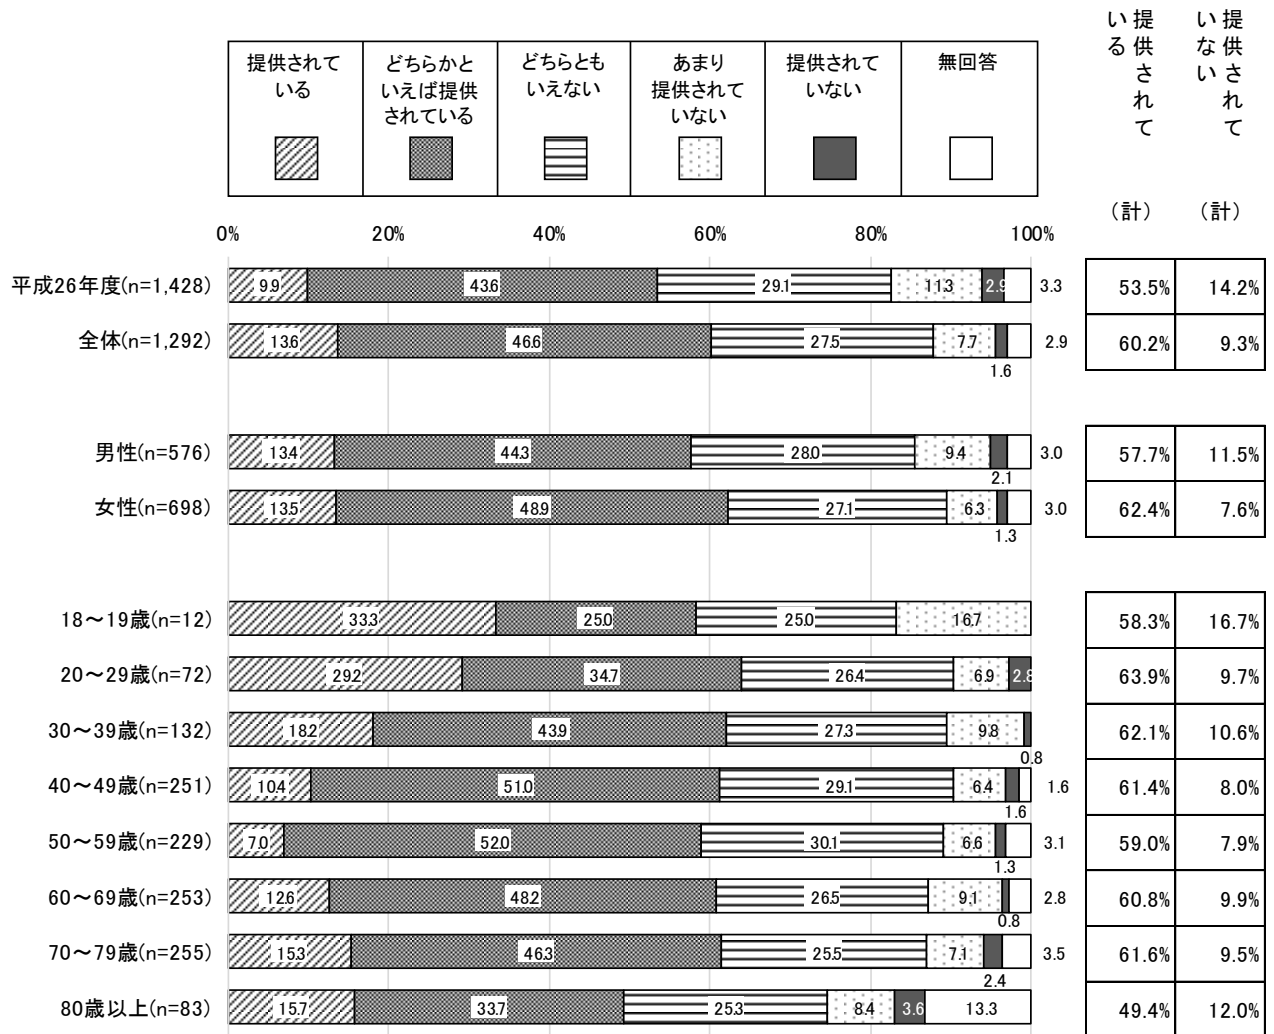 提供されて
いる
提供されて
いない
（計）
（計）
提供されて
いる
どちらかと
いえば提供
されている
どちらとも
いえない
あまり
提供されて
いない
提供されて
いない
無回答
0% 20% 40% 60% 80% 100%
平成26年度(n=1,428) 9.9 43.6 29.1 11.3 2.9 3.3 53.5% 14.2%
全体(n=1,292) 13.6 46.6 27.5 7.7 2.9 60.2% 9.3%
1.6
男性(n=576) 13.4 44.3 28.0 9.4 3.0 57.7% 11.5%
2.1
女性(n=698) 13.5 48.9 27.1 6.3 3.0 62.4% 7.6%
1.3
18～19歳(n=12) 33.3 25.0 25.0 16.7 58.3% 16.7%
20～29歳(n=72) 29.2 34.7 26.4 6.9 2.8 63.9% 9.7%
30～39歳(n=132) 18.2 43.9 27.3 9.8 62.1% 10.6%
0.8
40～49歳(n=251) 10.4 51.0 29.1 6.4 1.6 61.4% 8.0%
1.6
50～59歳(n=229) 7.0 52.0 30.1 6.6 3.1 59.0% 7.9%
1.3
60～69歳(n=253) 12.6 48.2 26.5 9.1 2.8 60.8% 9.9%
0.8
70～79歳(n=255) 15.3 46.3 25.5 7.1 3.5 61.6% 9.5%
2.4
80歳以上(n=83) 15.7 33.7 25.3 8.4 3.6 13.3 49.4% 12.0%